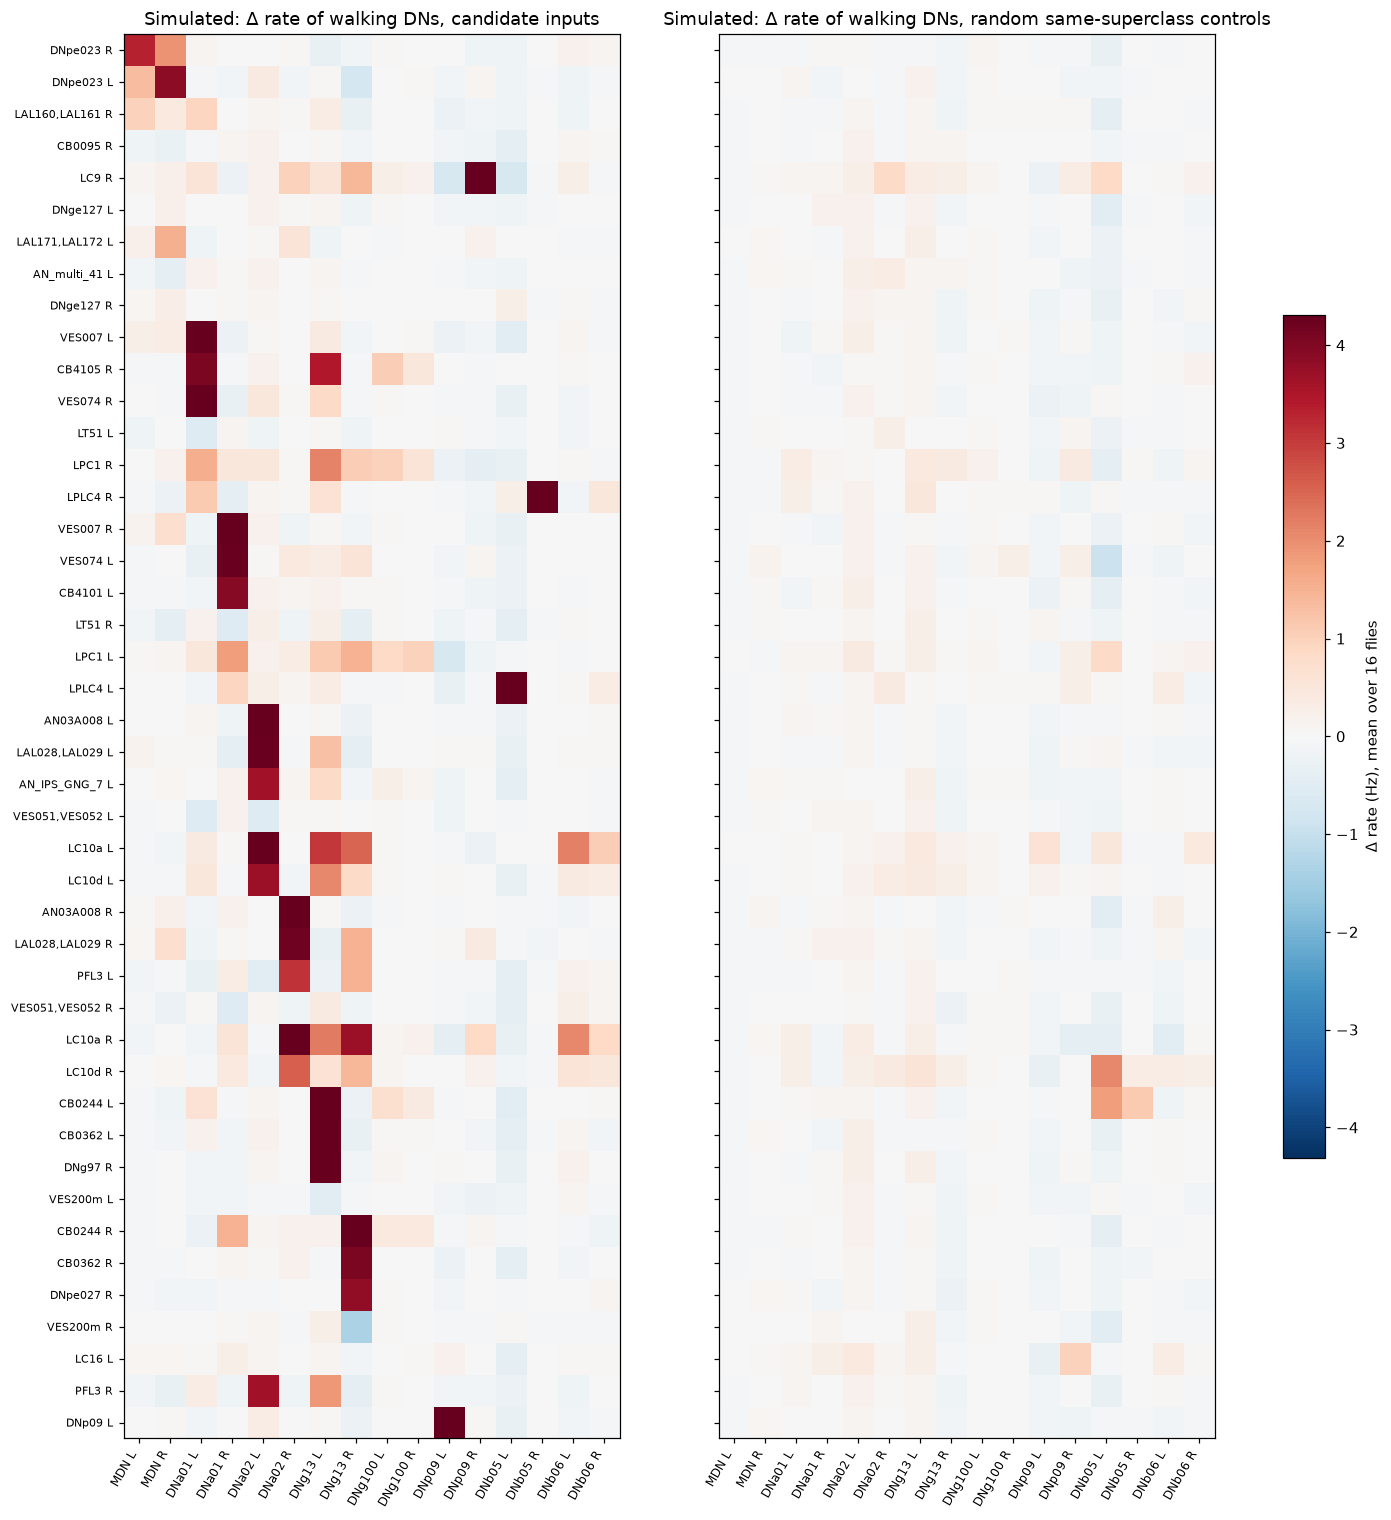 Simulated: Δ rate of walking DNs, candidate inputs
Simulated: Δ rate of walking DNs, random same-superclass controls
DNpe023 R
DNpe023 L
LAL160,LAL161 R
CB0095 R
LC9 R
DNge127 L
LAL171,LAL172 L
AN_multi_41 L
DNge127 R
VES007 L
CB4105 R
VES074 R
LT51 L
LPC1 R
LPLC4 R
VES007 R
VES074 L
CB4101 L
LT51 R
LPC1 L
LPLC4 L
AN03A008 L
LAL028,LAL029 L
AN_IPS_GNG_7 L
VES051,VES052 L
LC10a L
LC10d L
AN03A008 R
LAL028,LAL029 R
PFL3 L
VES051,VES052 R
LC10a R
LC10d R
CB0244 L
CB0362 L
DNg97 R
VES200m L
CB0244 R
CB0362 R
DNpe027 R
VES200m R
LC16 L
PFL3 R
DNp09 L
MDN L
MDN R
DNa01 L
DNa01 R
DNa02 L
DNa02 R
DNg13 L
DNg13 R
DNg100 L
DNg100 R
DNp09 L
DNp09 R
DNb05 L
DNb05 R
DNb06 L
DNb06 R
MDN L
MDN R
DNa01 L
DNa01 R
DNa02 L
DNa02 R
DNg13 L
DNg13 R
DNg100 L
DNg100 R
DNp09 L
DNp09 R
DNb05 L
DNb05 R
DNb06 L
DNb06 R
4
3
2
1
0
−1
−2
−3
−4
Δ rate (Hz), mean over 16 flies